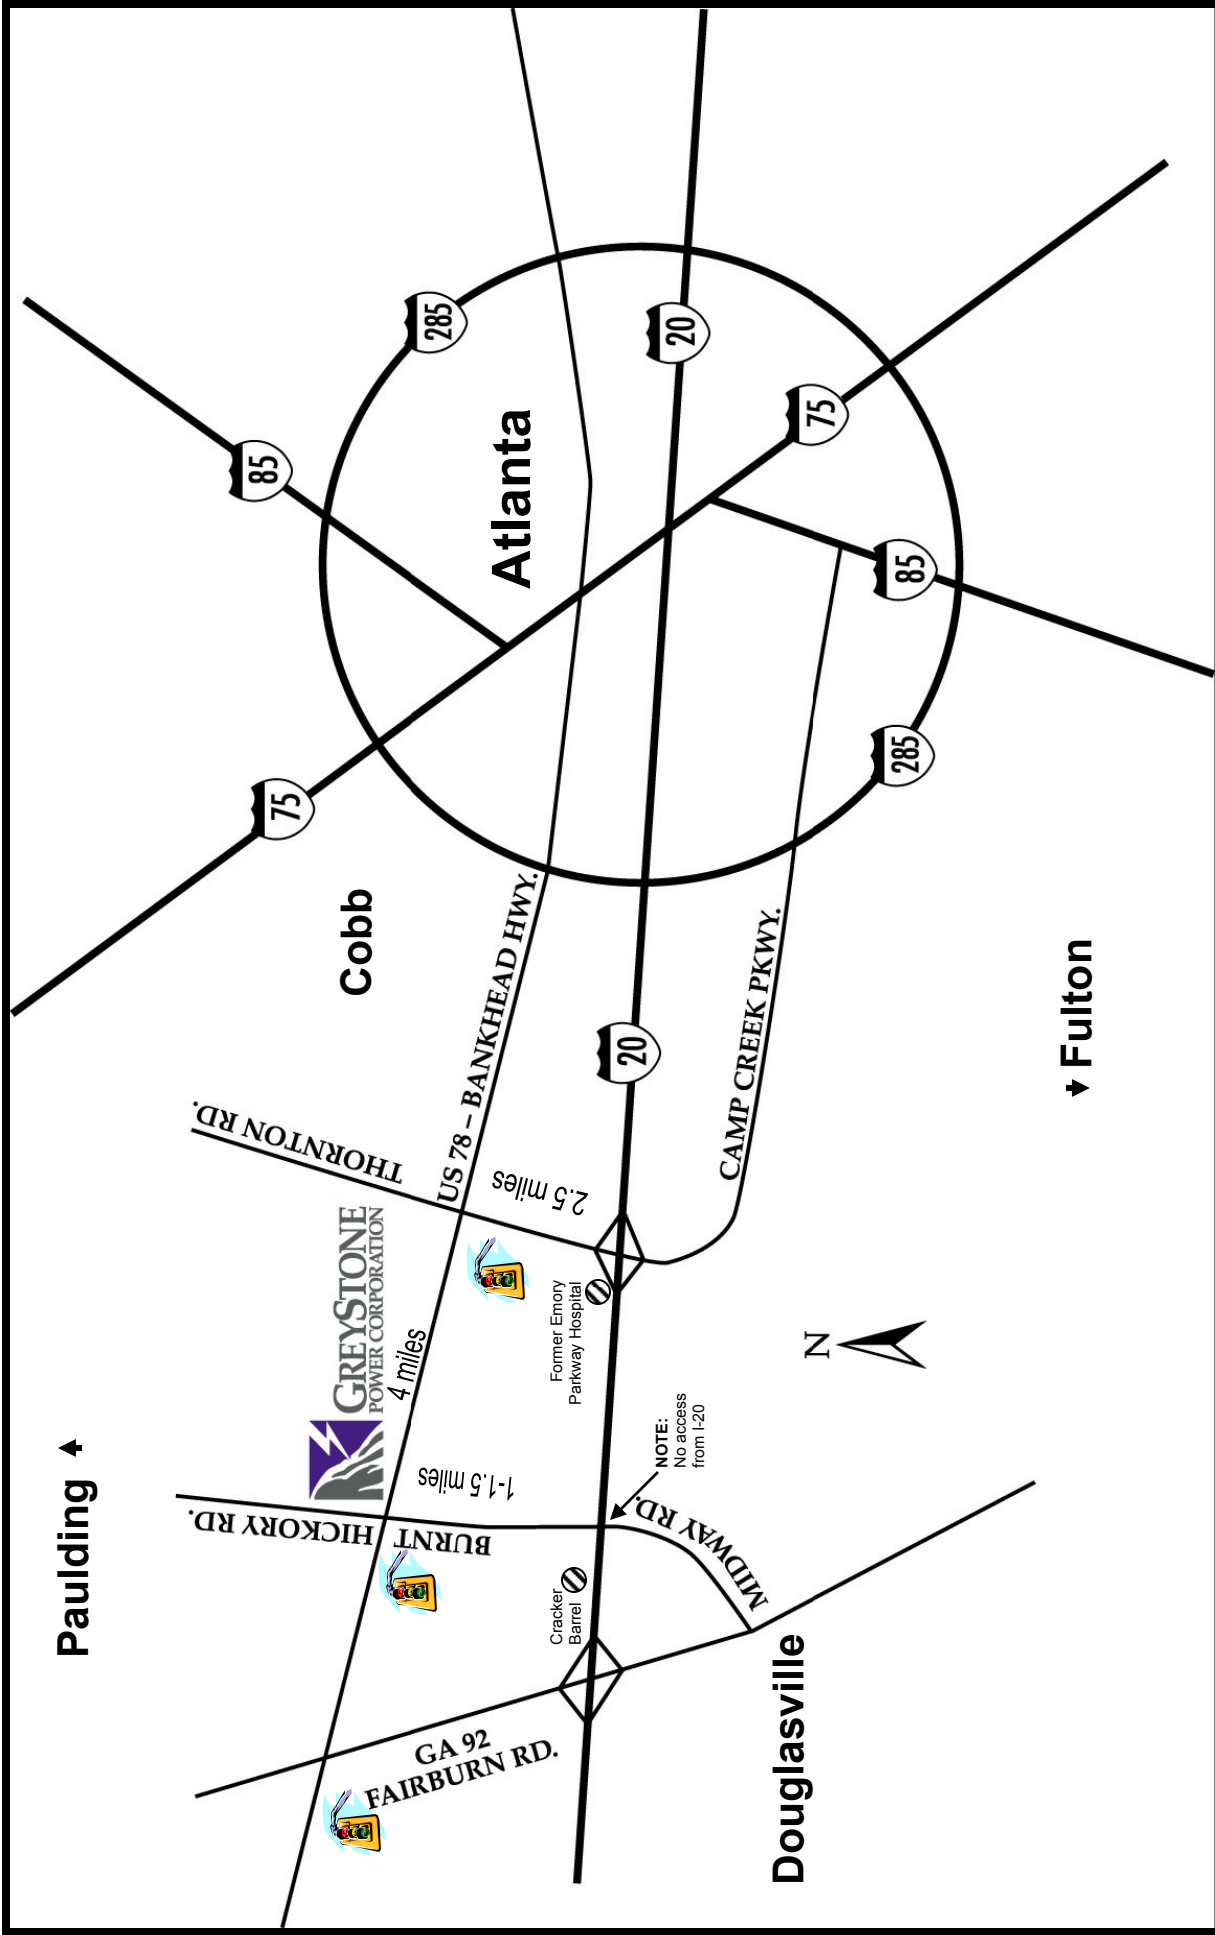 Paulding
85
285
75
Atlanta
Cobb
THORNTON RD.
GREYSTONE
POWER CORPORATION
HICKORY RD.
BURNT
4 miles
US 78 – BANKHEAD HWY.
1-1.5 miles
2.5 miles
GA 92
FAIRBURN RD.
Cracker
Barrel
Former Emory
Parkway Hospital
20
20
NOTE:
No access
from I-20
MIDWAY RD.
CAMP CREEK PKWY.
75
85
285
N
Douglasville
Fulton